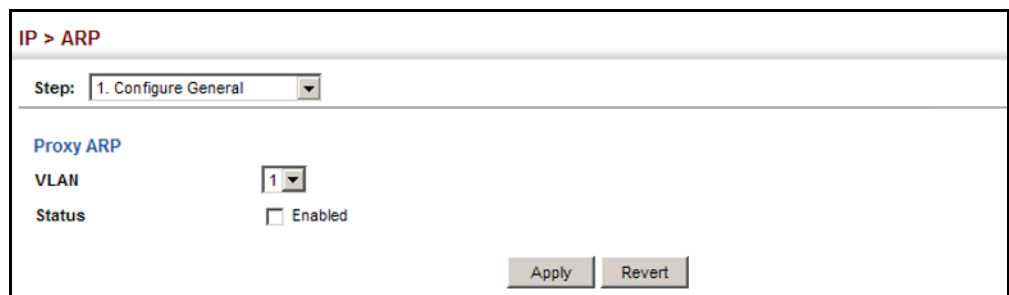 IP > ARP
Step: 1. Configure General
Proxy ARP
VLAN 1
Status Enabled
Apply Revert